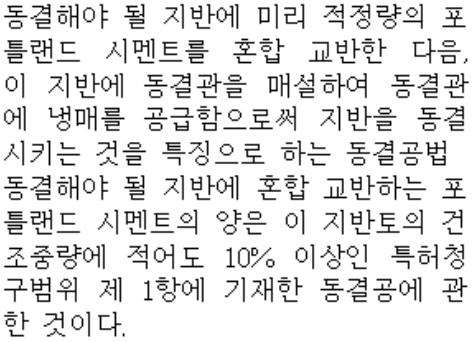 동결해야 될 지반에 미리 적정량의 포
틀랜드 시멘트를 혼합 교반한 다음,
이 지반에 동결관을 매설하여 동결관
에 냉매를 공급함으로써 지반을 동결
시키는 것을 특징으로 하는 동결공법
동결해야 될 지반에 혼합 교반하는 포
틀랜드 시멘트의 양은 이 지반토의 건
조중량에 적어도 10% 이상인 특허청
구범위 제 1항에 기재한 동결공에 관
한 것이다.